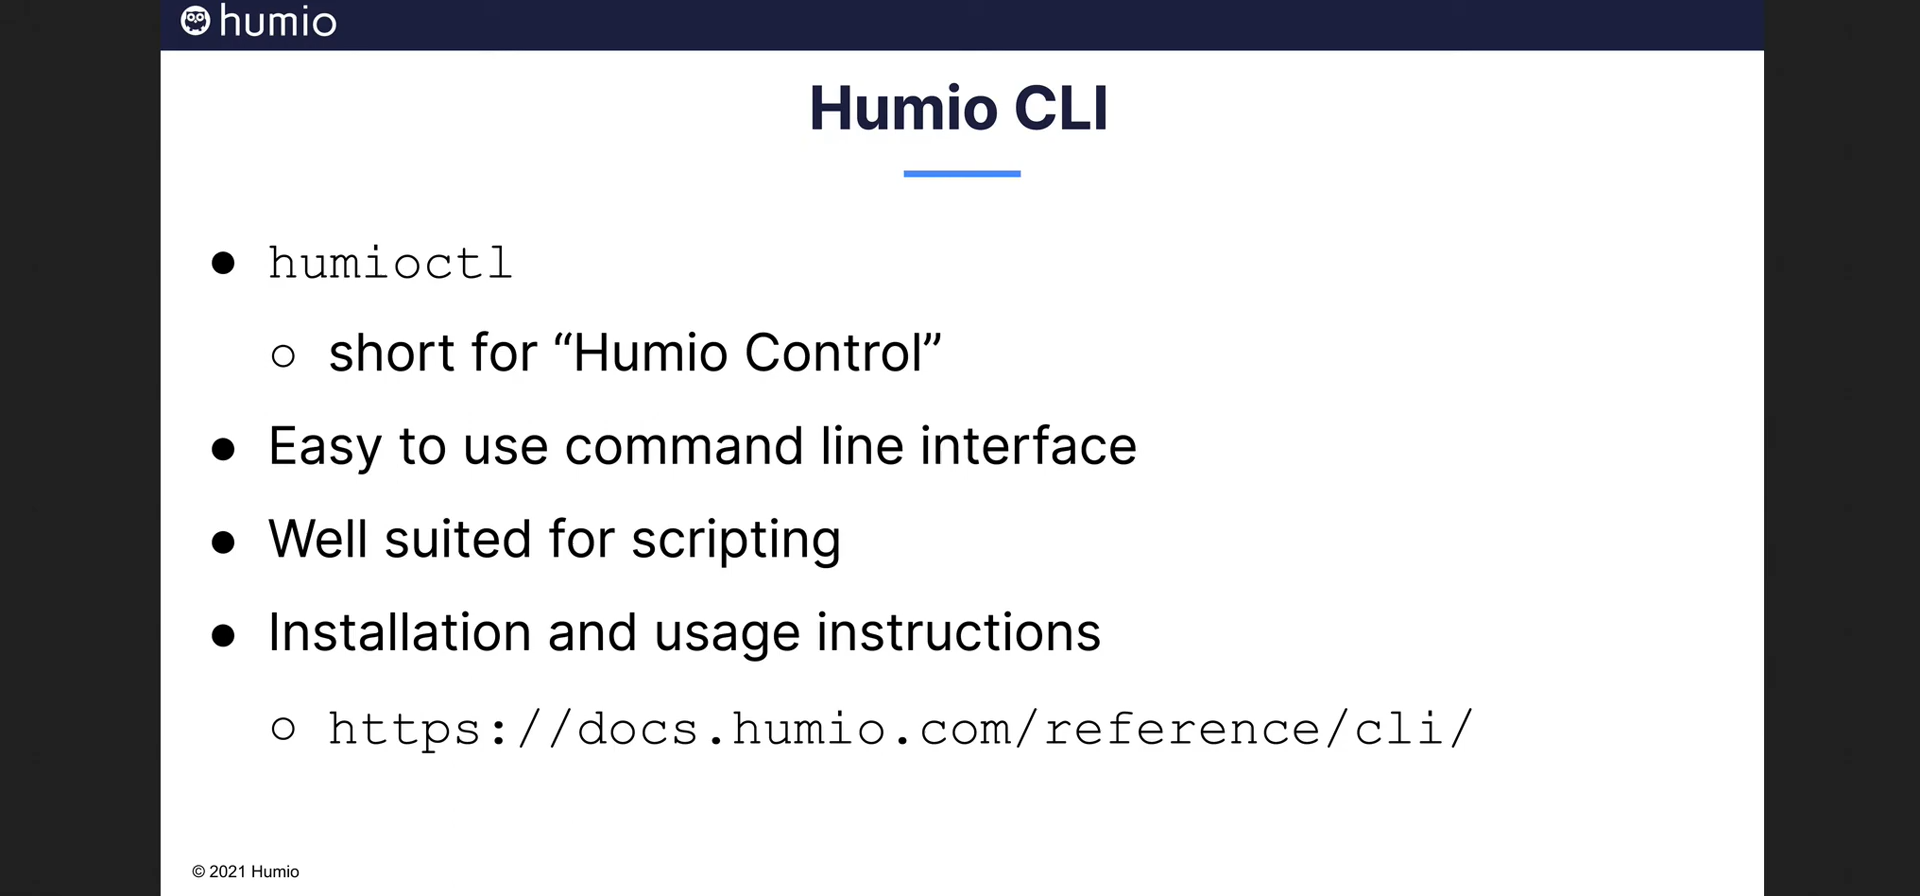 humio
Humio CLI
● humioctl
○ short for “Humio Control”
● Easy to use command line interface
● Well suited for scripting
● Installation and usage instructions
○ https://docs.humio.com/reference/cli/
© 2021 Humio